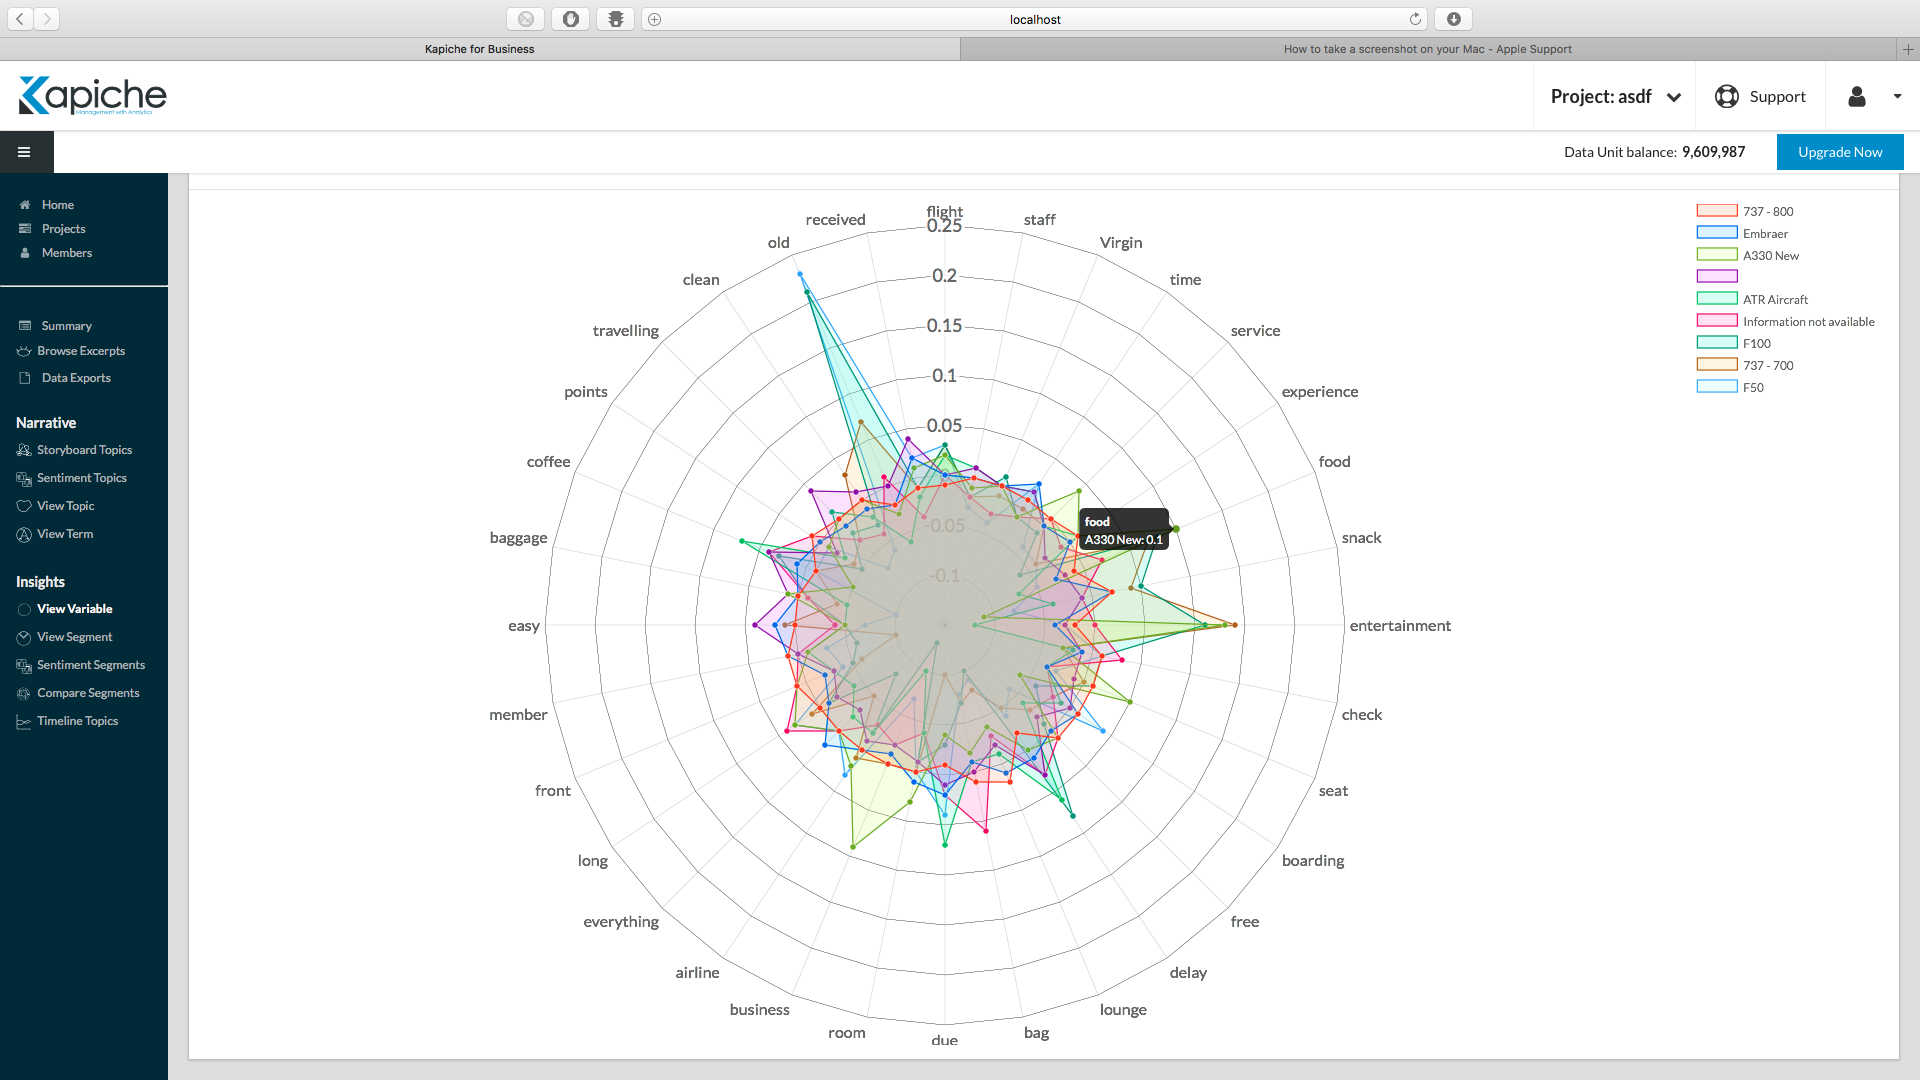 localhost
Kapiche for Business
How to take a screenshot on your Mac - Apple Support
Kapiche
Management with Analytics
Project: asdf
Support
Data Unit balance: 9,609,987
Upgrade Now
Home
Projects
Members
Summary
Browse Excerpts
Data Exports
Narrative
Storyboard Topics
Sentiment Topics
View Topic
View Term
Insights
View Variable
View Segment
Sentiment Segments
Compare Segments
Timeline Topics
flight
staff
Virgin
time
service
experience
food
snack
entertainment
check
seat
boarding
free
delay
lounge
bag
due
room
business
airline
everything
long
front
member
easy
baggage
coffee
points
travelling
clean
old
received
0.25
0.2
0.15
0.1
0.05
0
-0.05
-0.1
food
A330 New: 0.1
737 - 800
Embraer
A330 New
ATR Aircraft
Information not available
F100
737 - 700
F50